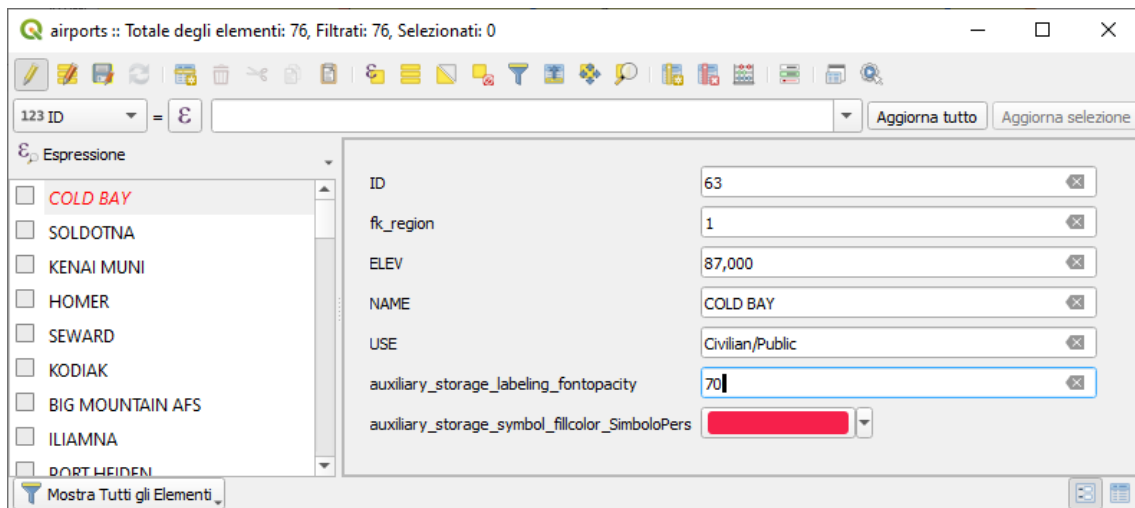 airports :: Totale degli elementi: 76, Filtrati: 76, Selezionati: 0
123 ID = ε Aggiorna tutto Aggiorna selezione
Espressione
COLD BAY
SOLDOTNA
KENAI MUNI
HOMER
SEWARD
KODIAK
BIG MOUNTAIN AFS
ILIAMNA
PORT HEIDEN
ID 63
fk_region 1
ELEV 87,000
NAME COLD BAY
USE Civilian/Public
auxiliary_storage_labeling_fontopacity 70
auxiliary_storage_symbol_fillcolor_SimboloPers
Mostra Tutti gli Elementi